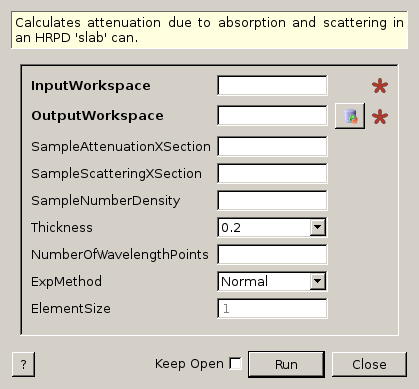 Calculates attenuation due to absorption and scattering in
an HRPD 'slab' can.
InputWorkspace
OutputWorkspace
SampleAttenuationXSection
SampleScatteringXSection
SampleNumberDensity
Thickness 0.2
NumberOfWavelengthPoints
ExpMethod Normal
ElementSize 1
? Keep Open Run Close